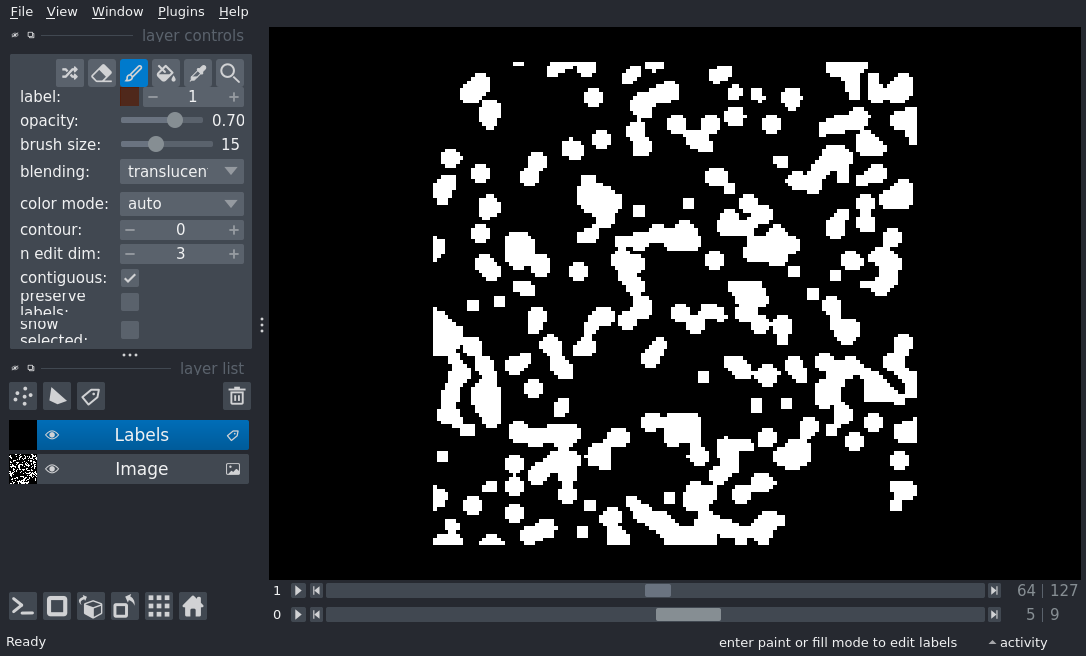 File View Window Plugins Help
layer controls
label: 1
opacity: 0.70
brush size: 15
blending: translucen
color mode: auto
contour: 0
n edit dim: 3
contiguous:
preserve
labels:
show
selected:
layer list
Labels
Image
1 64 127
0 5 9
Ready enter paint or fill mode to edit labels activity